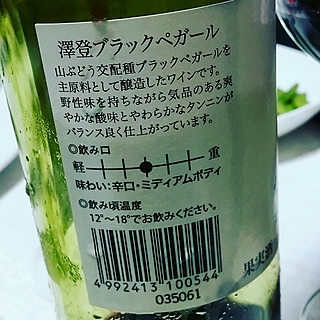 澤登ブラックペガール
山ぶどう交配種ブラックペガールを
主原料として醸造したワインです。
野性味を持ちながら気品のある爽
やかな酸味とやわらかなタンニンが
バランス良く仕上がっています。
◎飲み口
軽 重
味わい:辛口・ミディアムボディ
◎飲み頃温度
12°〜18°でお飲みください。
4 992413 100544
035061
果実酒